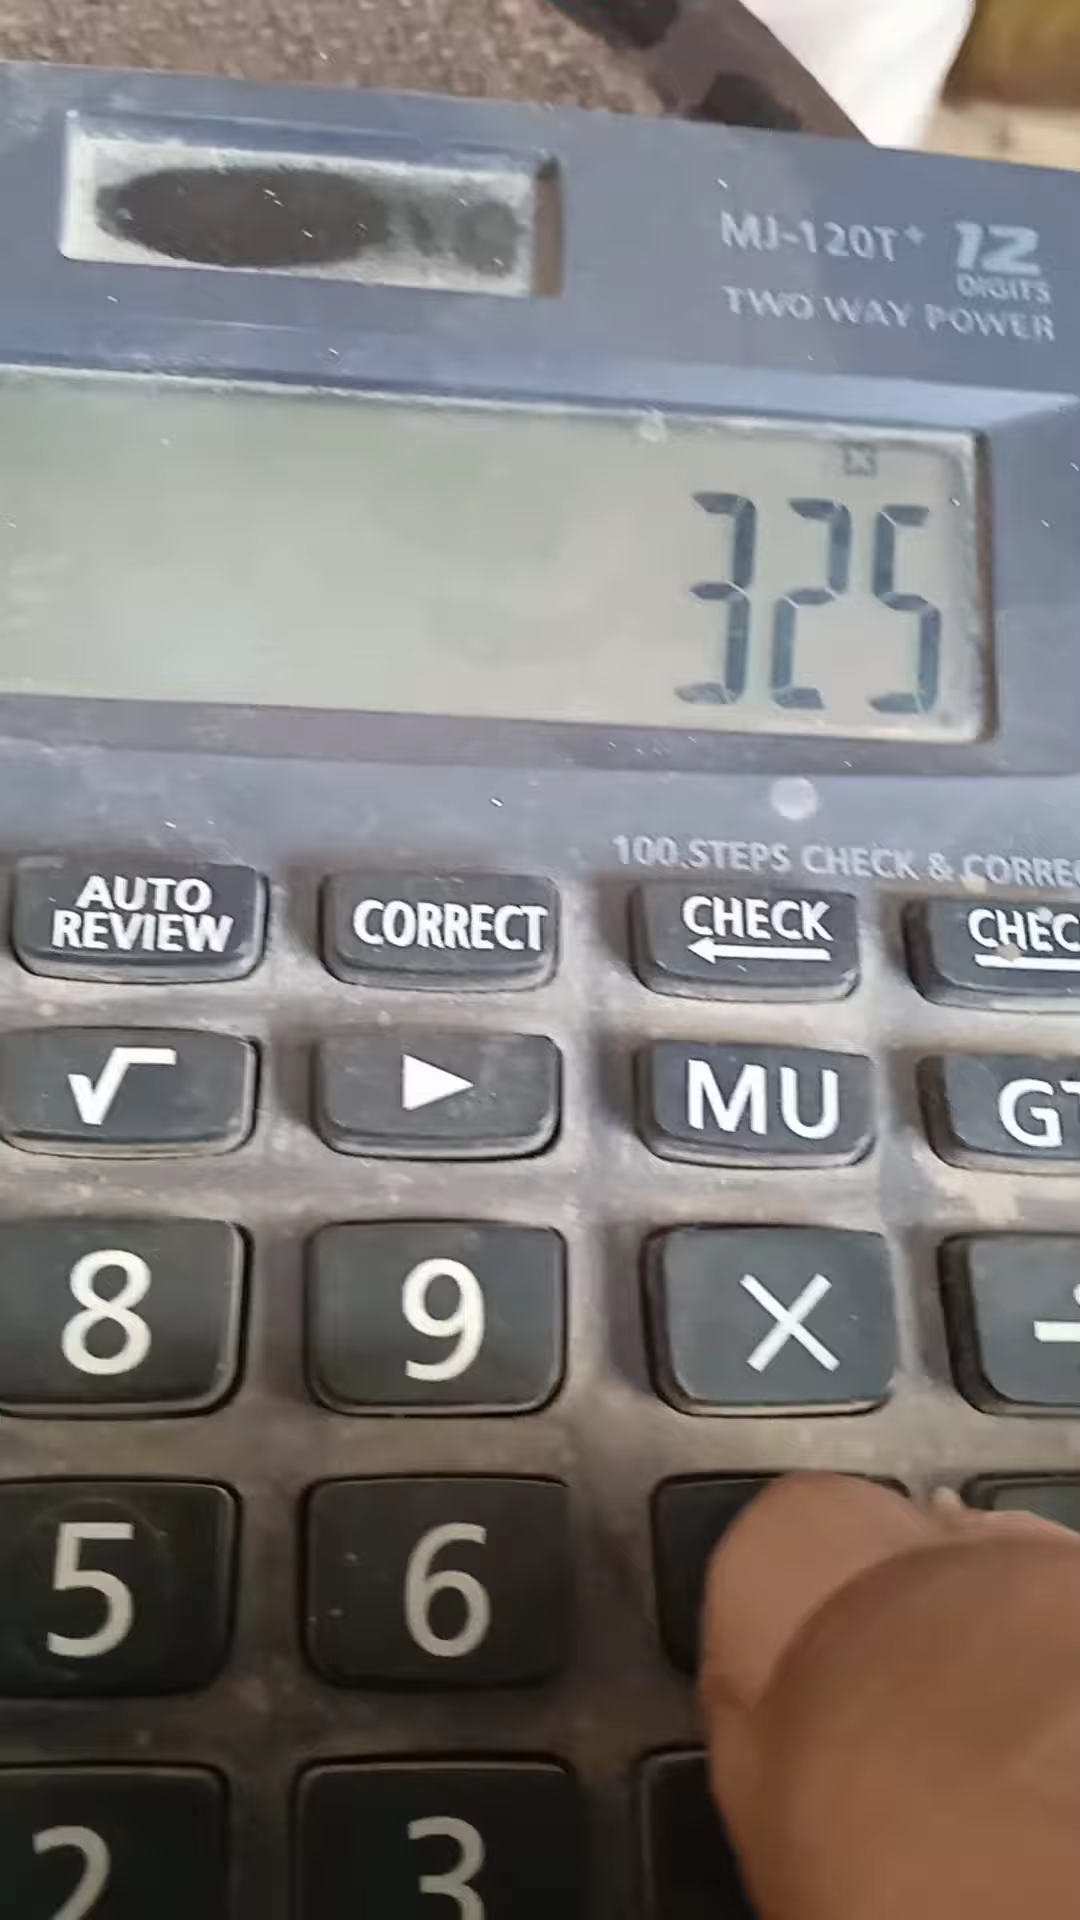 MJ-120T+ 12
DIGITS
TWO WAY POWER
325
100 STEPS CHECK & CORREC
AUTO REVIEW
CORRECT
CHECK
CHEC
√
MU
GT
8
9
×
5
6
2
3